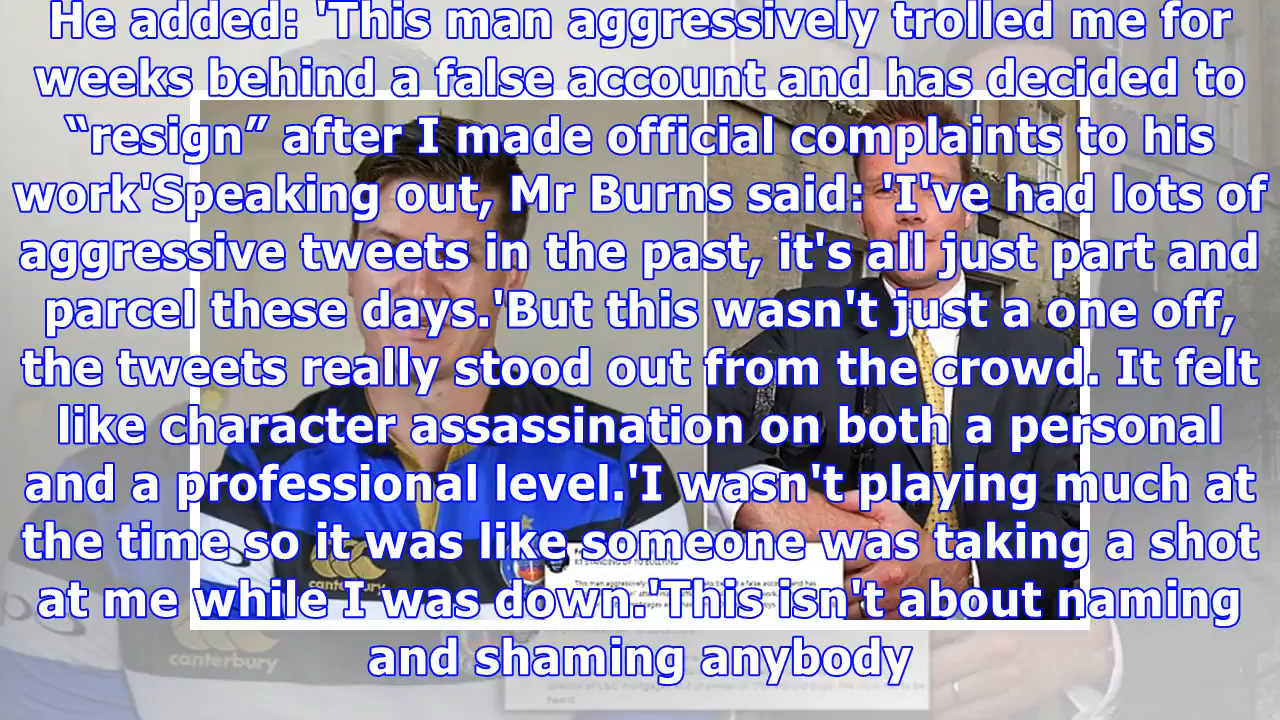 He added: 'This man aggressively trolled me for
weeks behind a false account and has decided to
“resign” after I made official complaints to his
work'Speaking out, Mr Burns said: 'I've had lots of
aggressive tweets in the past, it's all just part and
parcel these days.'But this wasn't just a one off,
the tweets really stood out from the crowd. It felt
like character assassination on both a personal
and a professional level.'I wasn't playing much at
the time so it was like someone was taking a shot
at me while I was down.'This isn't about naming
and shaming anybody
canterbury
canterbury